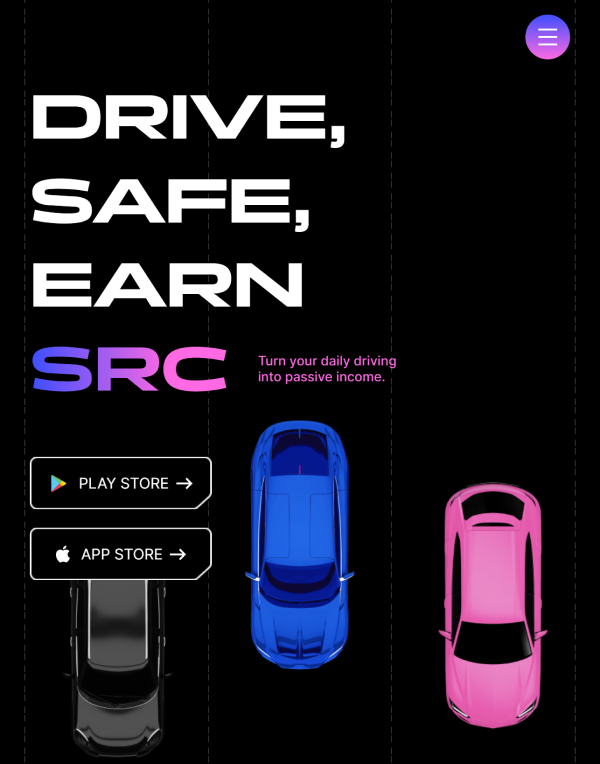 DRIVE,
SAFE,
EARN
SRC
Turn your daily driving
into passive income.
PLAY STORE
APP STORE